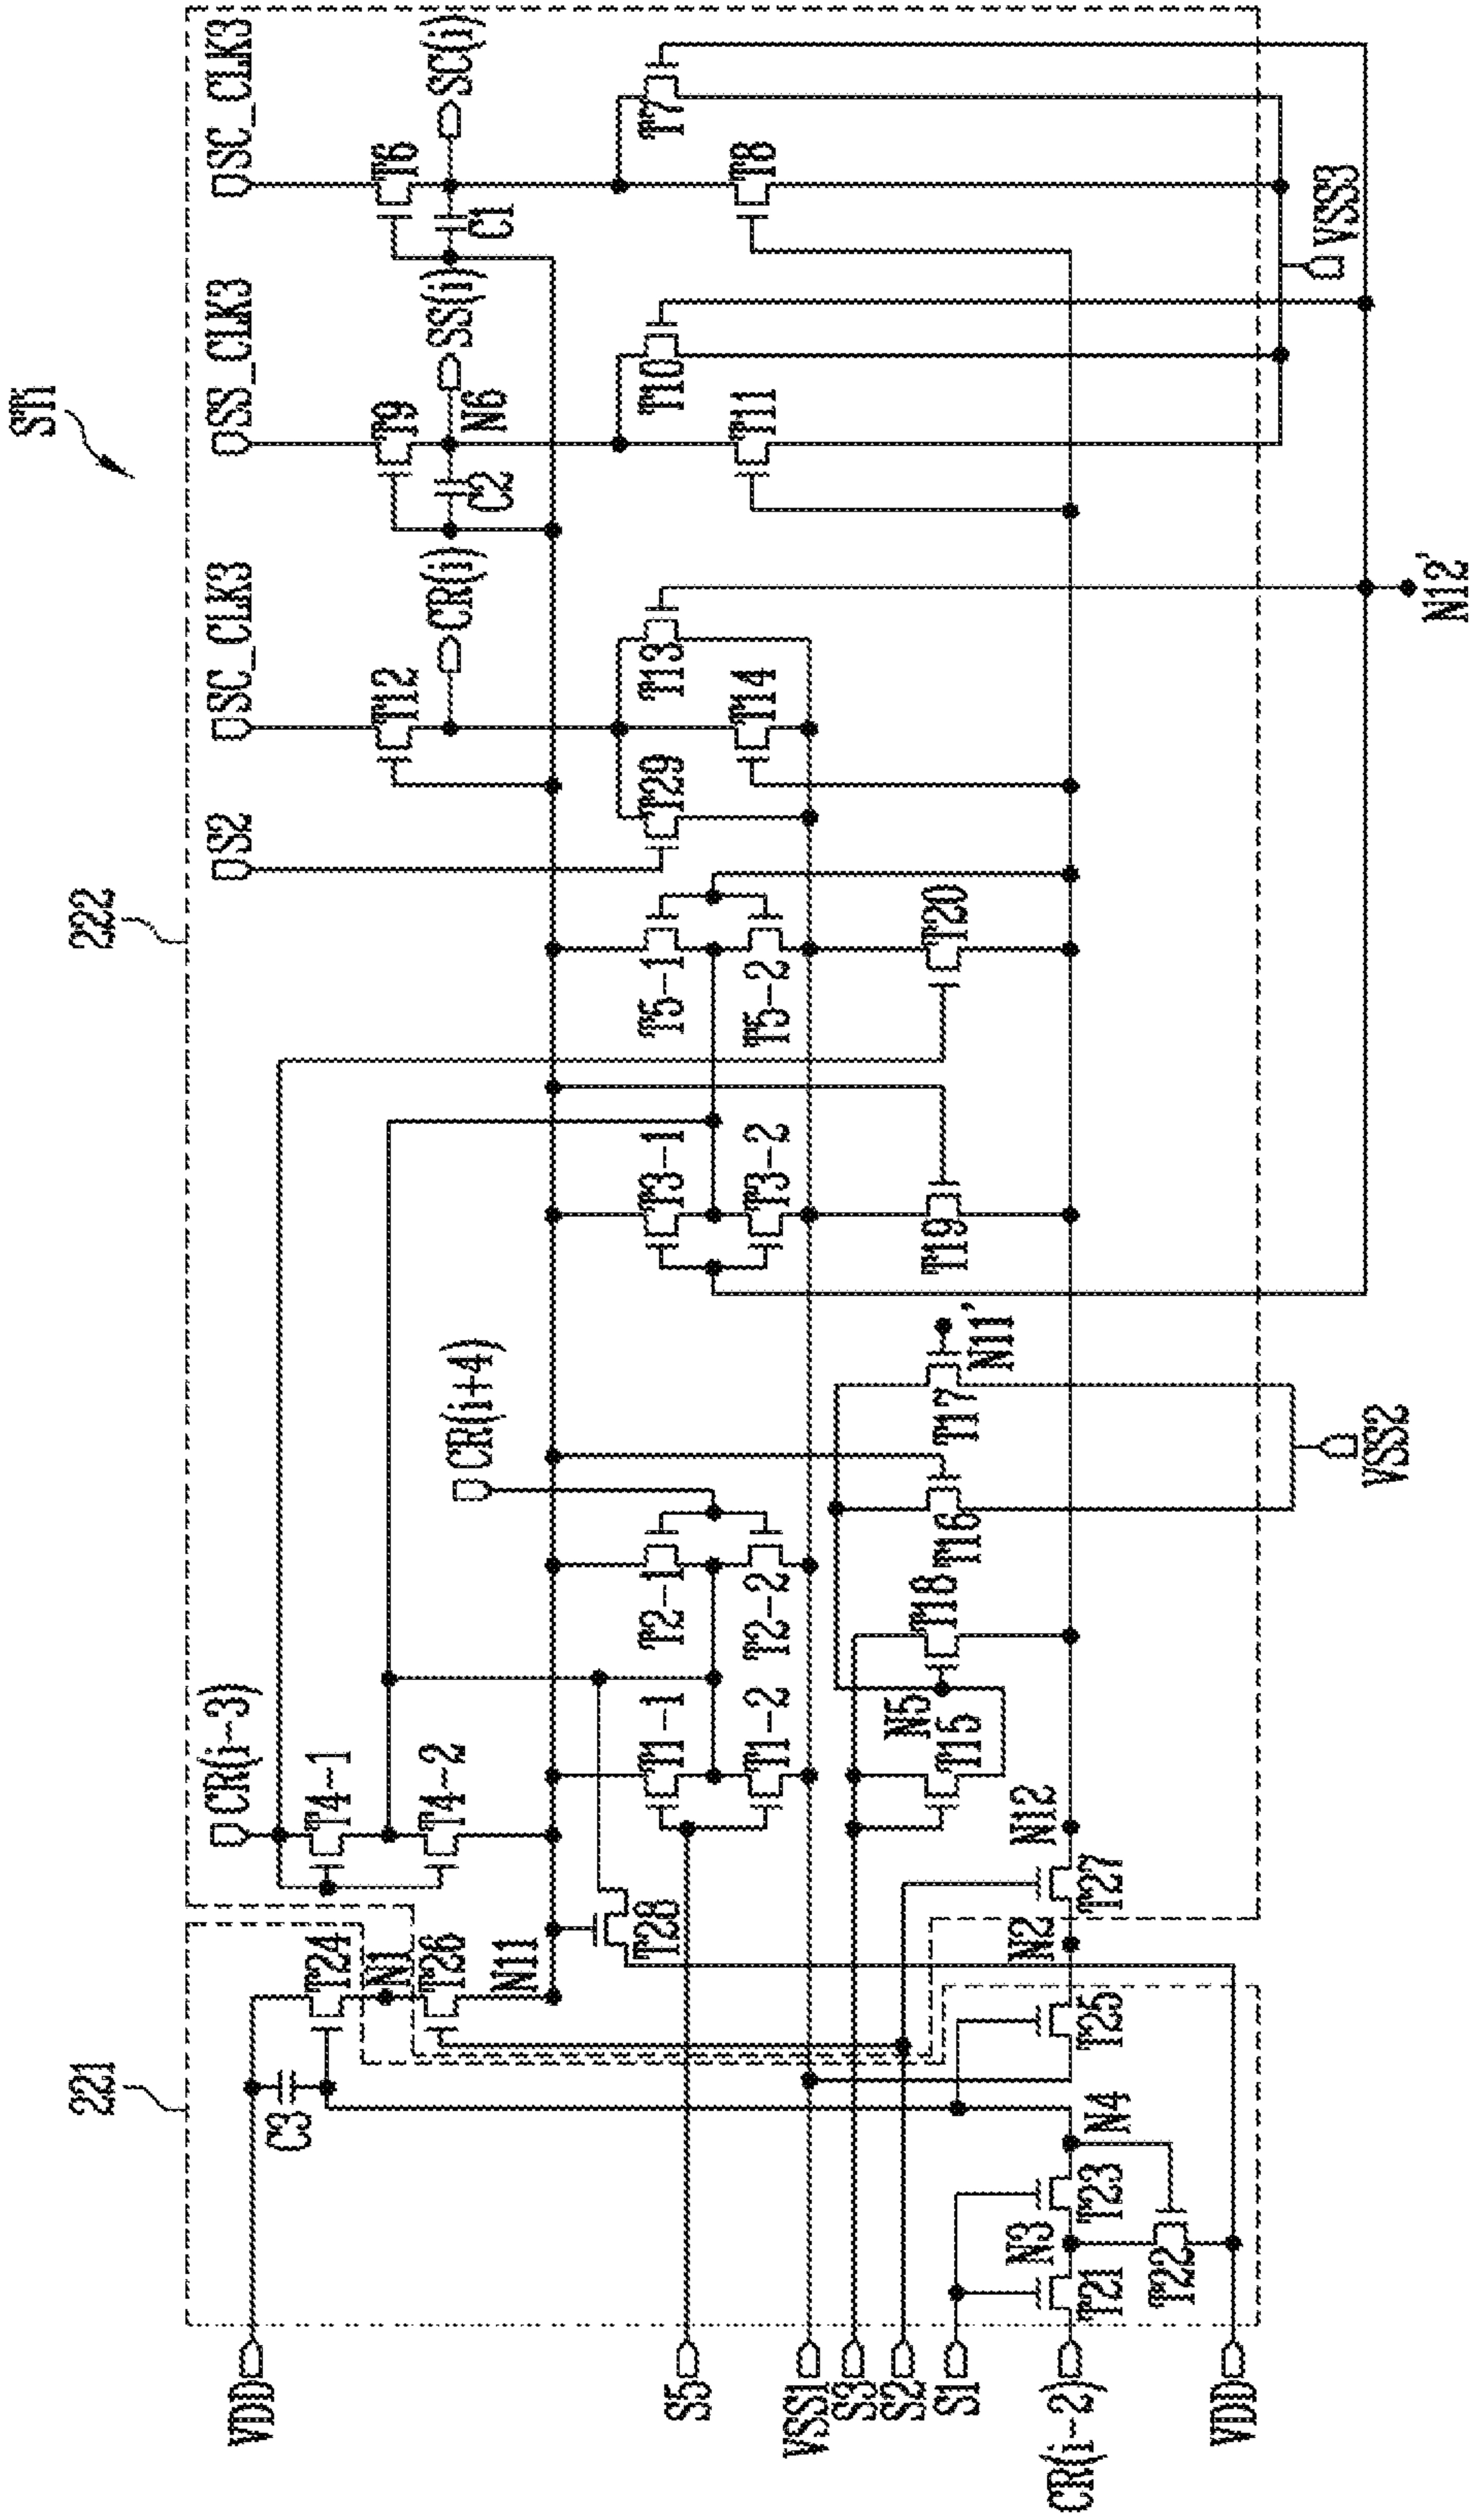 STi
222
221
SC_CLK3
SS_CLK3
SC_CLK3
S2
CR(i-3)
SC(i)
SS(i)
CR(i)
CR(i+4)
T6
T9
T12
T4-1
T4-2
T24
N1
T26
N11
C1
C2
N6
C3
T7
T10
T13
T29
T5-1
T3-1
T2-1
T1-1
T28
T8
T11
T14
T5-2
T3-2
T2-2
T1-2
T20
T19
N11'
T17
T16
T18
N5
T15
N12
T27
N2
T25
N4
T23
N3
T21
T22
VSS3
N12'
VSS2
VDD
S5
VSS1
S3
S2
S1
CR(i-2)
VDD